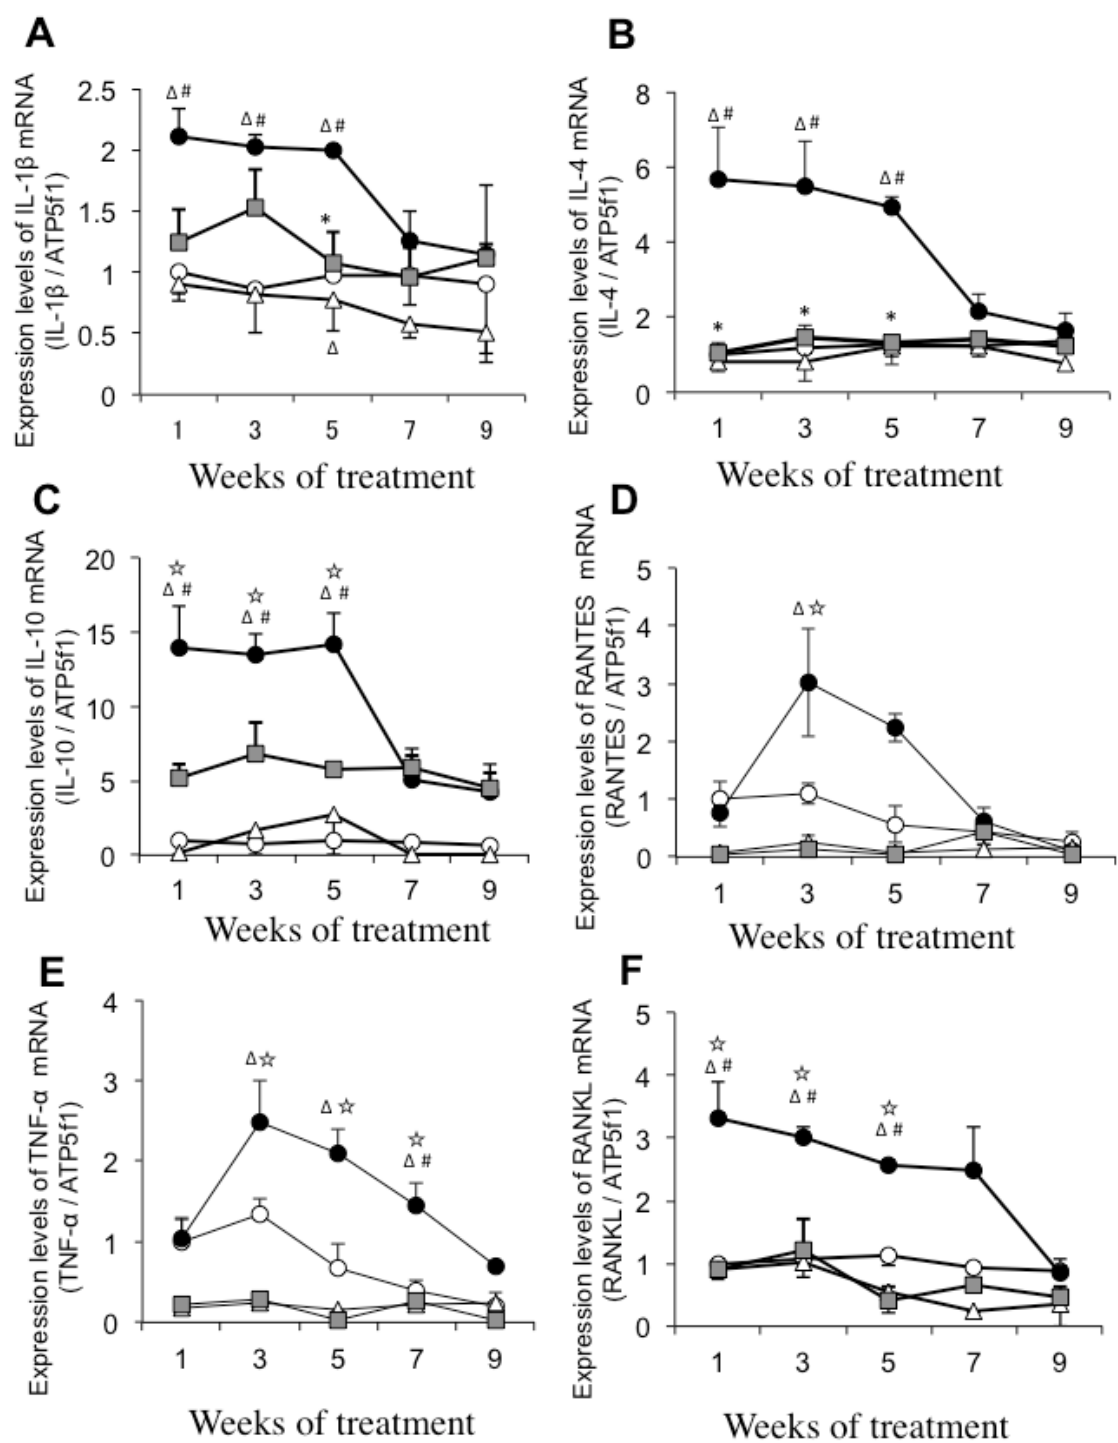 A
Expression levels of IL-1β mRNA
(IL-1β / ATP5f1)
2.5
2
1.5
1
0.5
0
Δ #
Δ #
Δ #
*
Δ
1 3 5 7 9
Weeks of treatment
B
Expression levels of IL-4 mRNA
(IL-4 / ATP5f1)
8
6
4
2
0
Δ #
Δ #
Δ #
*
*
*
1 3 5 7 9
Weeks of treatment
C
Expression levels of IL-10 mRNA
(IL-10 / ATP5f1)
20
15
10
5
0
☆
Δ #
☆
Δ #
☆
Δ #
1 3 5 7 9
Weeks of treatment
D
Expression levels of RANTES mRNA
(RANTES / ATP5f1)
5
4
3
2
1
0
Δ ☆
1 3 5 7 9
Weeks of treatment
E
Expression levels of TNF-α mRNA
(TNF-α / ATP5f1)
4
3
2
1
0
Δ ☆
Δ ☆
☆
Δ #
1 3 5 7 9
Weeks of treatment
F
Expression levels of RANKL mRNA
(RANKL / ATP5f1)
5
4
3
2
1
0
☆
Δ #
☆
Δ #
☆
Δ #
1 3 5 7 9
Weeks of treatment